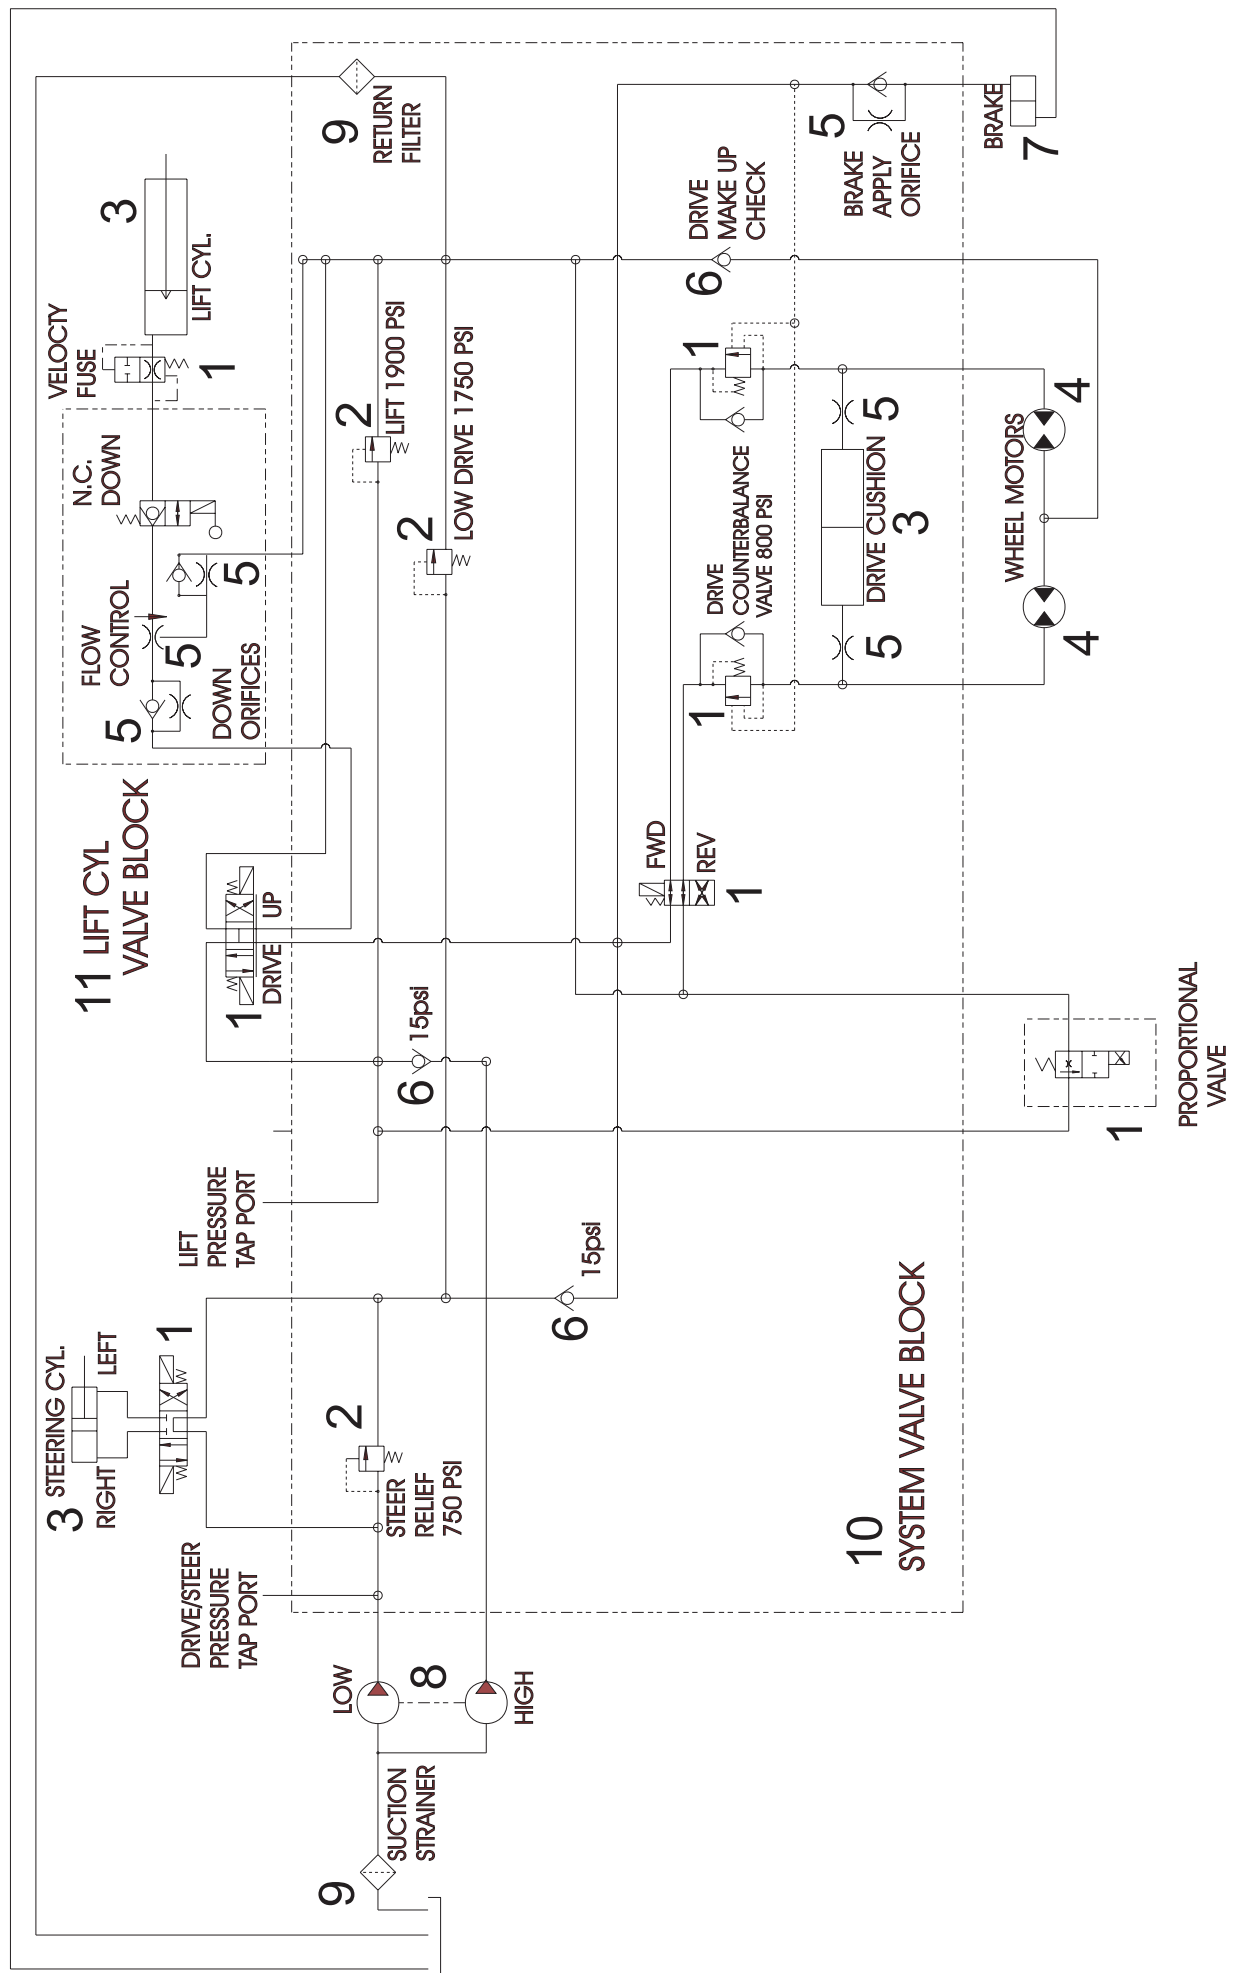 9
RETURN
FILTER
3
LIFT CYL.
VELOCTY
FUSE
1
N.C.
DOWN
FLOW
CONTROL
5
5
5
DOWN
ORIFICES
11 LIFT CYL
VALVE BLOCK
2
LIFT 1900 PSI
2
LOW DRIVE 1750 PSI
DRIVE
MAKE UP
CHECK
6
5
BRAKE
APPLY
ORIFICE
BRAKE
7
1
DRIVE
COUNTERBALANCE
VALVE 800 PSI
1
5
DRIVE CUSHION
3
5
WHEEL MOTORS
4
4
FWD
REV
1
DRIVE
UP
1
15psi
6
PROPORTIONAL
VALVE
1
LIFT
PRESSURE
TAP PORT
15psi
6
3 STEERING CYL.
LEFT
RIGHT
1
2
STEER
RELIEF
750 PSI
DRIVE/STEER
PRESSURE
TAP PORT
10
SYSTEM VALVE BLOCK
LOW
8
HIGH
SUCTION
STRAINER
9